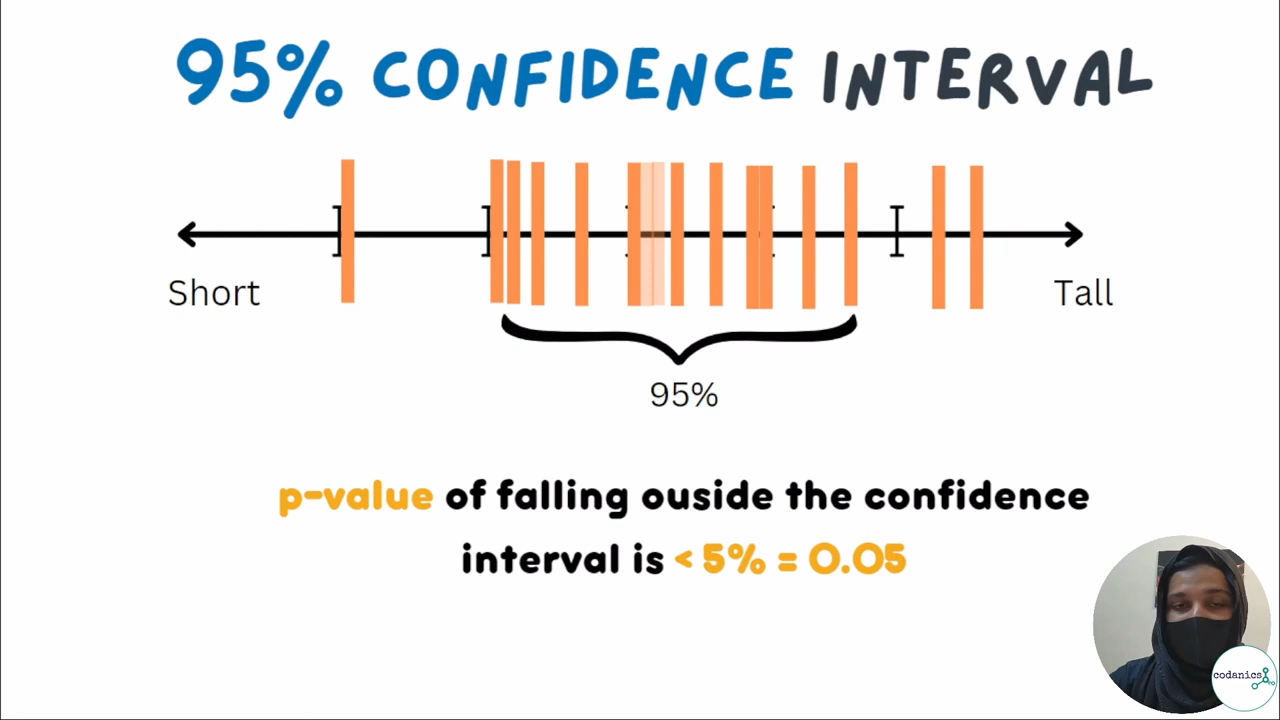 95% CONFIDENCE INTERVAL
Short
Tall
95%
p-value of falling ouside the confidence
interval is < 5% = 0.05
codanics